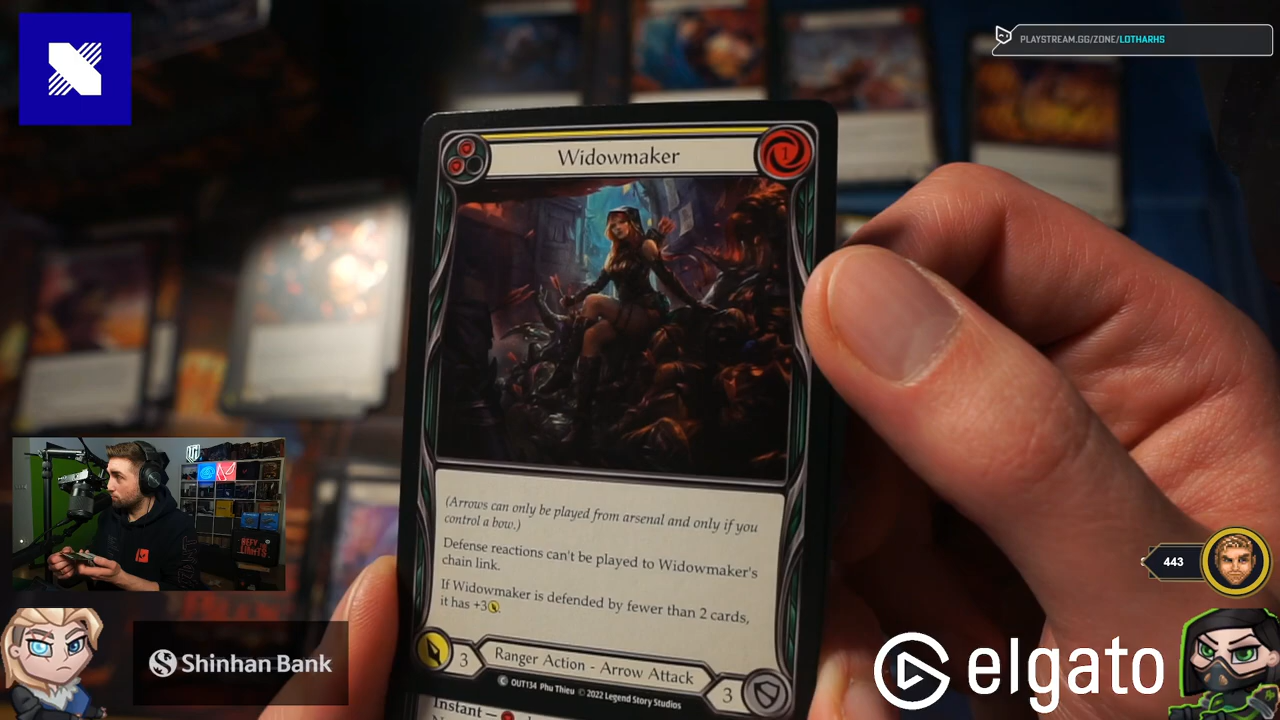 PLAYSTREAM.GG/ZONE/LOTHARHS
Widowmaker
1
(Arrows can only be played from arsenal and only if you
control a bow.)
Defense reactions can't be played to Widowmaker's
chain link.
If Widowmaker is defended by fewer than 2 cards,
it has +3
3
Ranger Action - Arrow Attack
3
C OUT134 Phu Thieu © 2022 Legend Story Studios
Instant –
443
Shinhan Bank
elgato